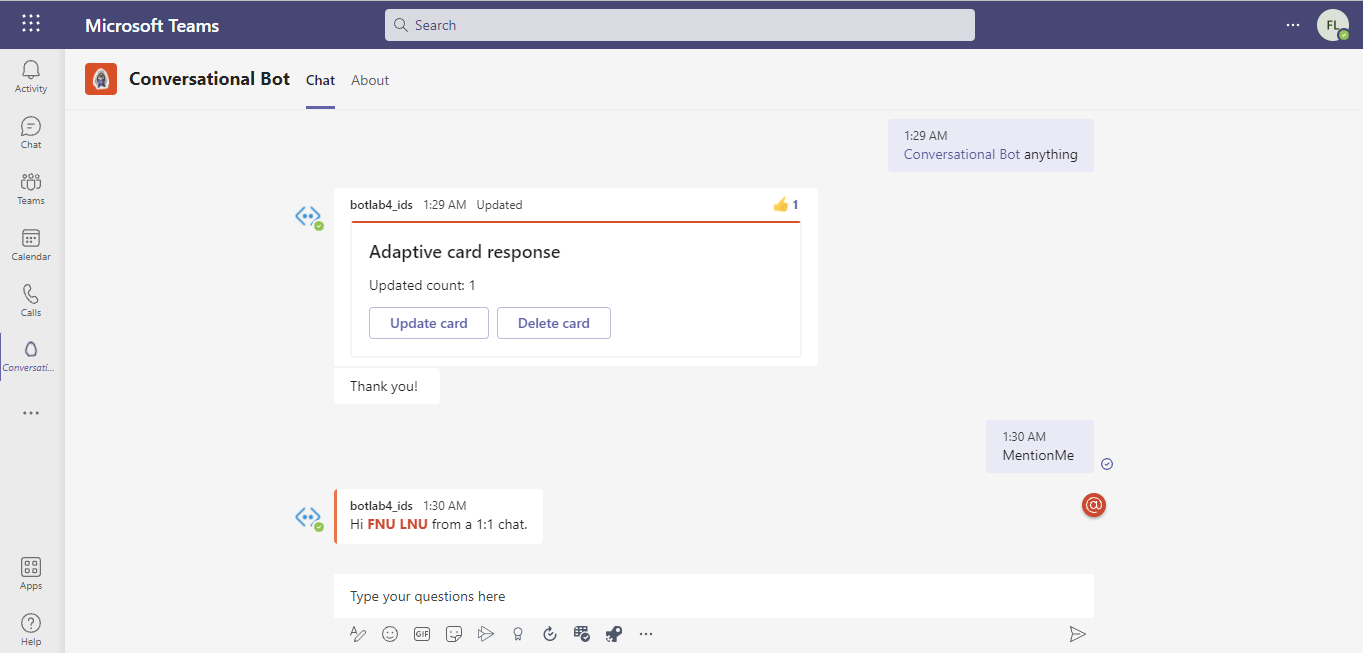 Microsoft Teams
Search
FL
Activity
Chat
Teams
Calendar
Calls
Conversati...
Apps
Help
Conversational Bot
Chat
About
1:29 AM
Conversational Bot anything
botlab4_ids 1:29 AM Updated
1
Adaptive card response
Updated count: 1
Update card
Delete card
Thank you!
1:30 AM
MentionMe
@
botlab4_ids 1:30 AM
Hi FNU LNU from a 1:1 chat.
Type your questions here
GIF